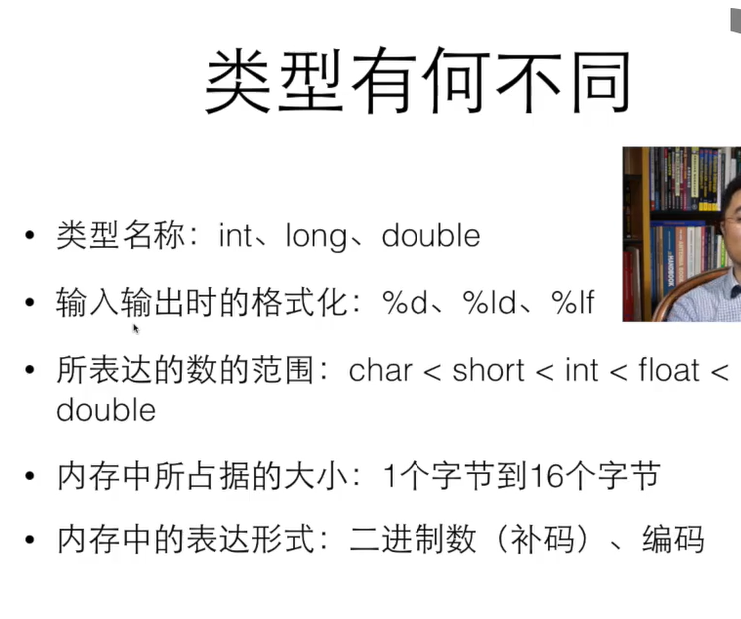 类型有何不同
• 类型名称：int、long、double
• 输入输出时的格式化：%d、%ld、%lf
• 所表达的数的范围：char < short < int < float <
double
• 内存中所占据的大小：1个字节到16个字节
• 内存中的表达形式：二进制数（补码）、编码